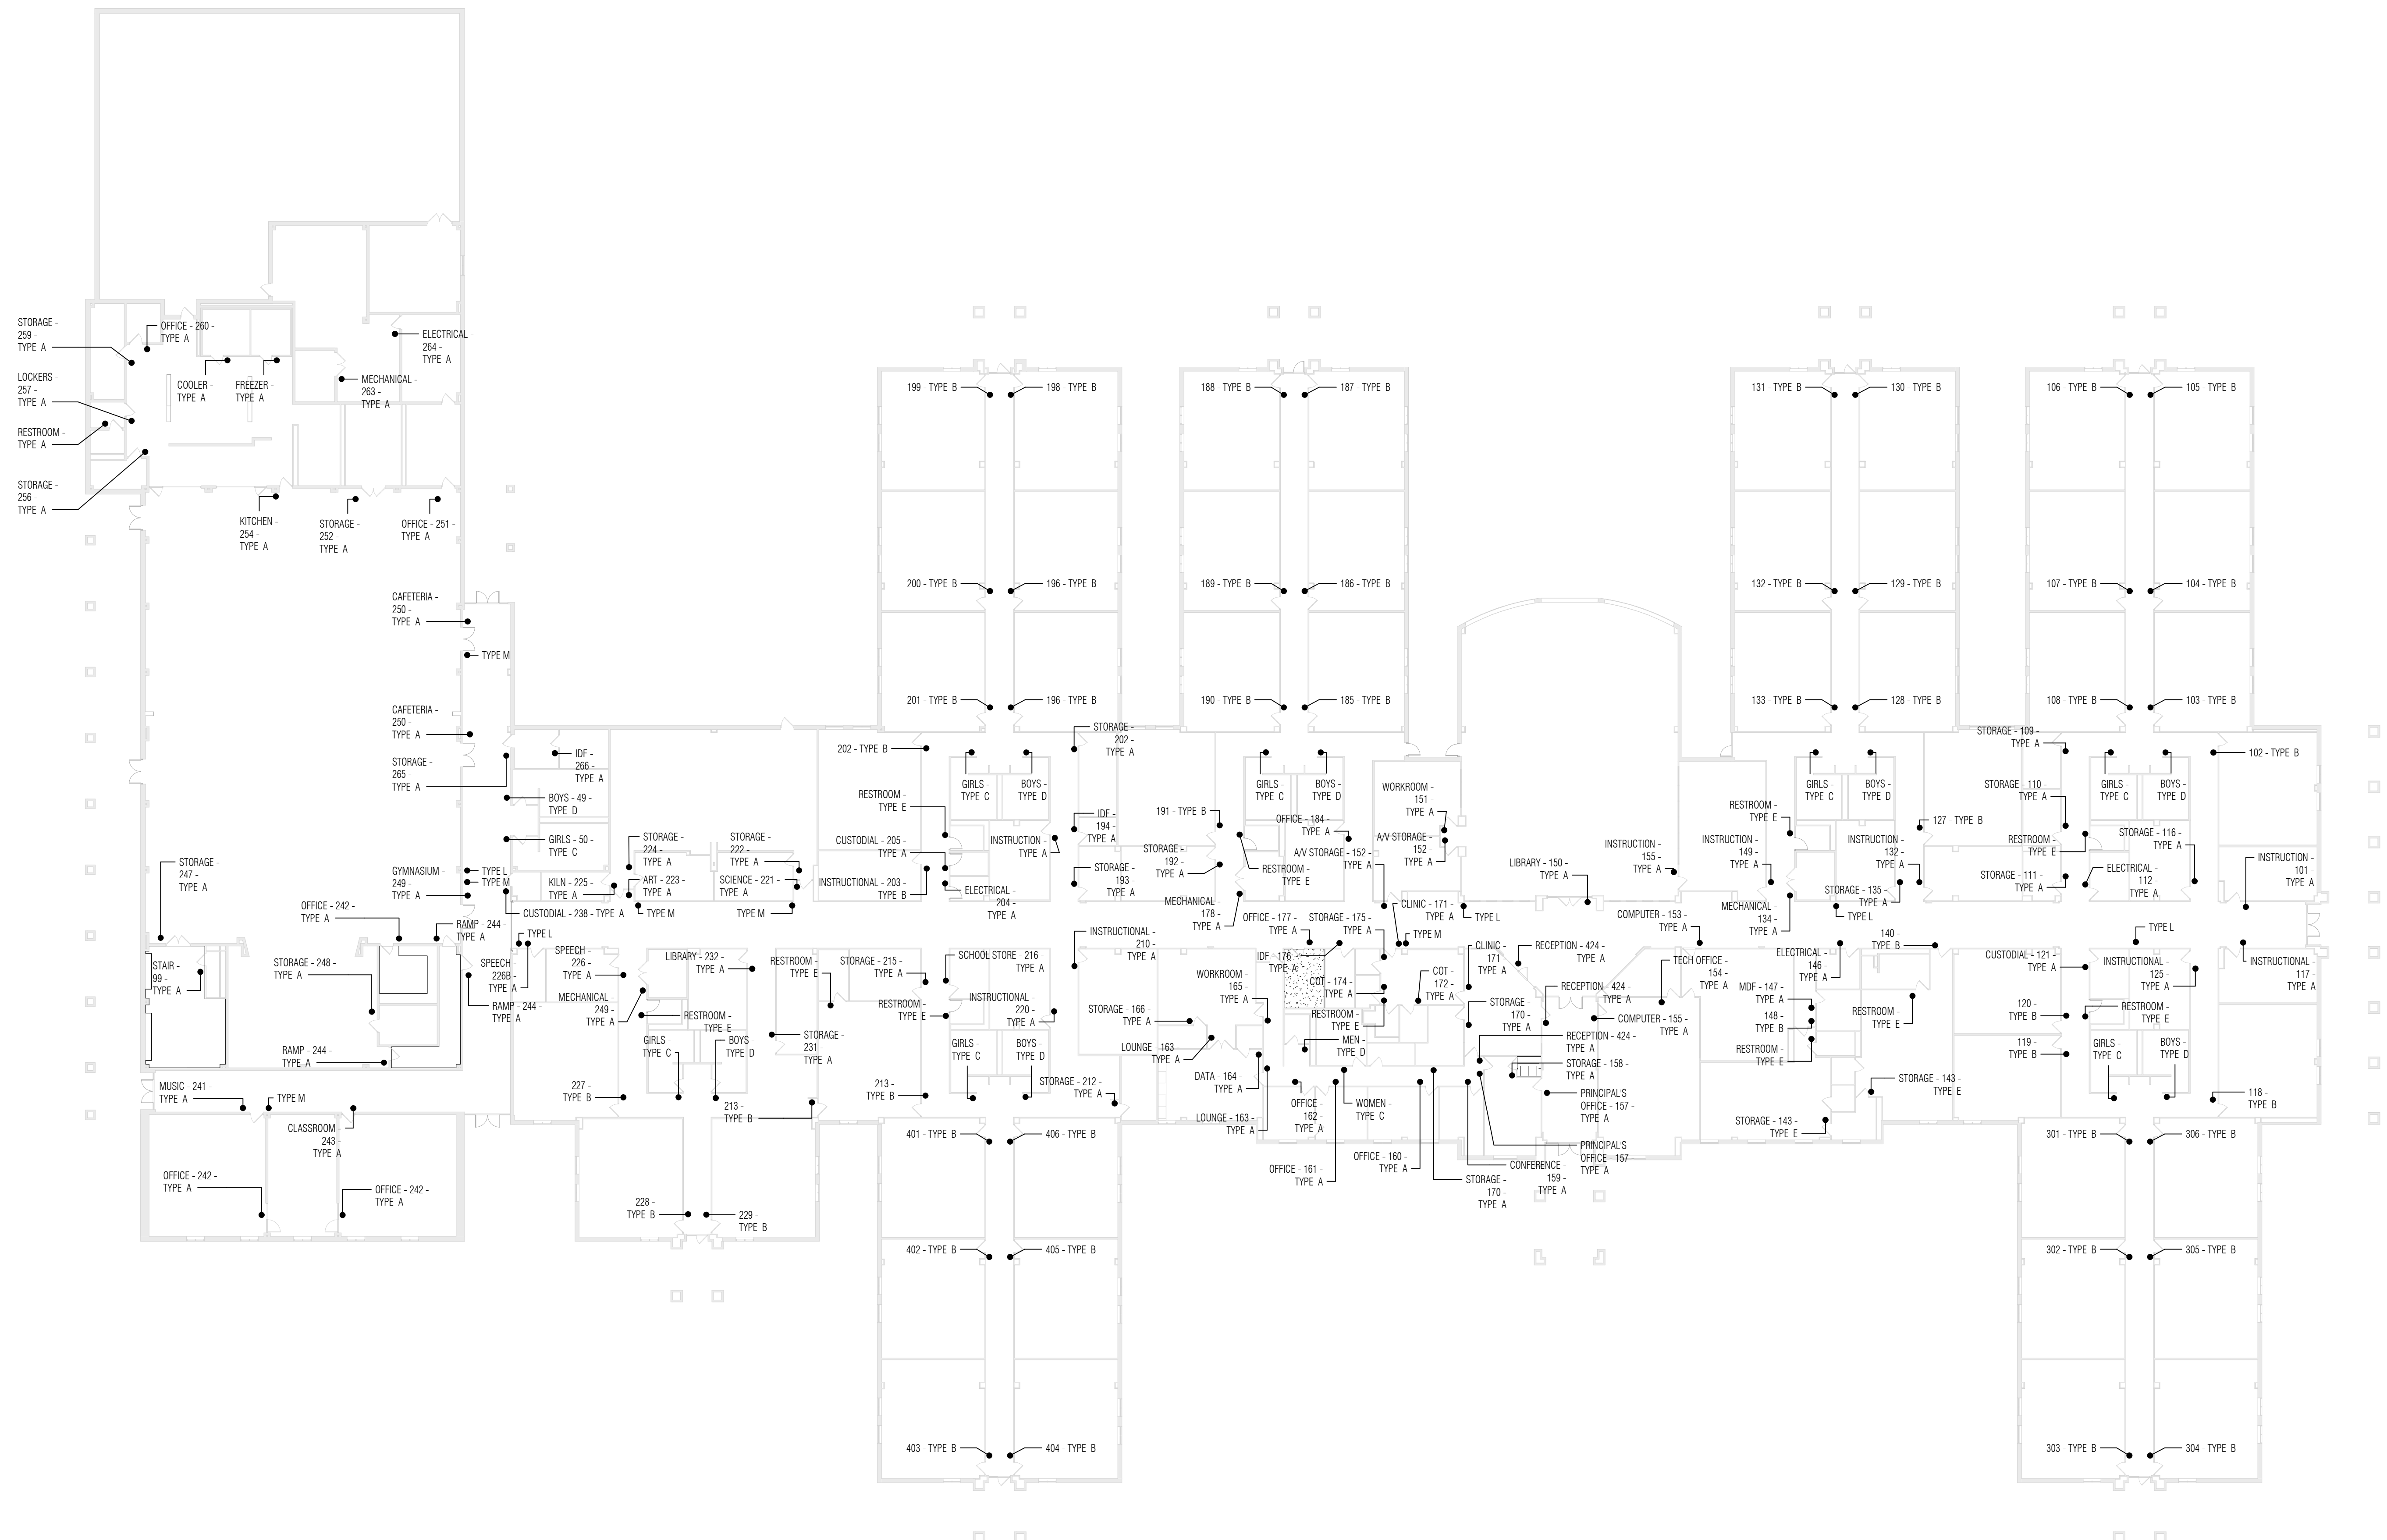 STORAGE -
259 -
TYPE A
OFFICE - 260 -
TYPE A
ELECTRICAL -
264 -
TYPE A
LOCKERS -
257 -
TYPE A
COOLER -
TYPE A
FREEZER -
TYPE A
MECHANICAL -
263 -
TYPE A
RESTROOM -
TYPE A
STORAGE -
256 -
TYPE A
KITCHEN -
254 -
TYPE A
STORAGE -
252 -
TYPE A
OFFICE - 251 -
TYPE A
CAFETERIA -
250 -
TYPE A
TYPE M
CAFETERIA -
250 -
TYPE A
STORAGE -
265 -
TYPE A
IDF -
266 -
TYPE A
BOYS - 49 -
TYPE D
GIRLS - 50 -
TYPE C
STORAGE -
247 -
TYPE A
GYMNASIUM -
249 -
TYPE A
TYPE L
TYPE M
KILN - 225 -
TYPE A
STORAGE -
224 -
TYPE A
ART - 223 -
TYPE A
STORAGE -
222 -
TYPE A
SCIENCE - 221 -
TYPE A
CUSTODIAL - 238 - TYPE A
TYPE M
TYPE M
OFFICE - 242 -
TYPE A
RAMP - 244 -
TYPE A
TYPE L
STAIR -
99 -
TYPE A
STORAGE - 248 -
TYPE A
SPEECH -
226B -
TYPE A
SPEECH -
226 -
TYPE A
RAMP - 244 -
TYPE A
MECHANICAL -
249 -
TYPE A
LIBRARY - 232 -
TYPE A
RESTROOM -
TYPE E
RESTROOM -
TYPE E
STORAGE - 215 -
TYPE A
STORAGE -
231 -
TYPE A
GIRLS -
TYPE C
BOYS -
TYPE D
RAMP - 244 -
TYPE A
MUSIC - 241 -
TYPE A
TYPE M
CLASSROOM -
243 -
TYPE A
OFFICE - 242 -
TYPE A
OFFICE - 242 -
TYPE A
227 -
TYPE B
213 -
TYPE B
228 -
TYPE B
229 -
TYPE B
199 - TYPE B
198 - TYPE B
200 - TYPE B
196 - TYPE B
201 - TYPE B
196 - TYPE B
202 - TYPE B
STORAGE -
202 -
TYPE A
GIRLS -
TYPE C
BOYS -
TYPE D
RESTROOM -
TYPE E
CUSTODIAL - 205 -
TYPE A
INSTRUCTIONAL - 203 -
TYPE B
INSTRUCTION -
TYPE A
ELECTRICAL -
204 -
TYPE A
IDF -
194 -
TYPE A
STORAGE -
193 -
TYPE A
INSTRUCTIONAL -
210 -
TYPE A
SCHOOL STORE - 216 -
TYPE A
RESTROOM -
TYPE E
INSTRUCTIONAL -
220 -
TYPE A
GIRLS -
TYPE C
BOYS -
TYPE D
213 -
TYPE B
STORAGE - 212 -
TYPE A
401 - TYPE B
406 - TYPE B
402 - TYPE B
405 - TYPE B
403 - TYPE B
404 - TYPE B
188 - TYPE B
187 - TYPE B
189 - TYPE B
186 - TYPE B
190 - TYPE B
185 - TYPE B
GIRLS -
TYPE C
BOYS -
TYPE D
191 - TYPE B
STORAGE -
192 -
TYPE A
RESTROOM -
TYPE E
OFFICE - 184 -
TYPE A
A/V STORAGE - 152 -
TYPE A
WORKROOM -
151 -
TYPE A
A/V STORAGE -
152 -
TYPE A
MECHANICAL -
178 -
TYPE A
OFFICE - 177 -
TYPE A
STORAGE - 175 -
TYPE A
CLINIC - 171 -
TYPE A
TYPE L
TYPE M
CLINIC -
171 -
TYPE A
RECEPTION - 424 -
TYPE A
IDF - 176 -
TYPE A
COT - 174 -
TYPE A
COT -
172 -
TYPE A
WORKROOM -
165 -
TYPE A
STORAGE - 166 -
TYPE A
LOUNGE - 163 -
TYPE A
RESTROOM -
TYPE E
MEN -
TYPE D
STORAGE -
170 -
TYPE A
RECEPTION - 424 -
TYPE A
RECEPTION - 424 -
TYPE A
STORAGE - 158 -
TYPE A
DATA - 164 -
TYPE A
LOUNGE - 163 -
TYPE A
OFFICE -
162 -
TYPE A
WOMEN -
TYPE C
PRINCIPAL'S
OFFICE - 157 -
TYPE A
PRINCIPAL'S
OFFICE - 157 -
TYPE A
OFFICE - 161 -
TYPE A
OFFICE - 160 -
TYPE A
CONFERENCE -
159 -
TYPE A
STORAGE -
170 -
TYPE A
LIBRARY - 150 -
TYPE A
INSTRUCTION -
155 -
TYPE A
COMPUTER - 153 -
TYPE A
TECH OFFICE -
154 -
TYPE A
COMPUTER - 155 -
TYPE A
131 - TYPE B
130 - TYPE B
132 - TYPE B
129 - TYPE B
133 - TYPE B
128 - TYPE B
GIRLS -
TYPE C
BOYS -
TYPE D
RESTROOM -
TYPE E
INSTRUCTION -
149 -
TYPE A
INSTRUCTION -
132 -
TYPE A
127 - TYPE B
STORAGE - 135 -
TYPE A
MECHANICAL -
134 -
TYPE A
TYPE L
140 -
TYPE B
ELECTRICAL -
146 -
TYPE A
MDF - 147 -
TYPE A
148 -
TYPE B
RESTROOM -
TYPE E
RESTROOM -
TYPE E
STORAGE - 143 -
TYPE E
STORAGE - 143 -
TYPE E
106 - TYPE B
105 - TYPE B
107 - TYPE B
104 - TYPE B
108 - TYPE B
103 - TYPE B
STORAGE - 109 -
TYPE A
102 - TYPE B
GIRLS -
TYPE C
BOYS -
TYPE D
STORAGE - 110 -
TYPE A
RESTROOM -
TYPE E
STORAGE - 116 -
TYPE A
ELECTRICAL -
112 -
TYPE A
STORAGE - 111 -
TYPE A
INSTRUCTION -
101 -
TYPE A
TYPE L
CUSTODIAL - 121 -
TYPE A
INSTRUCTIONAL -
125 -
TYPE A
INSTRUCTIONAL -
117 -
TYPE A
120 -
TYPE B
RESTROOM -
TYPE E
119 -
TYPE B
GIRLS -
TYPE C
BOYS -
TYPE D
118 -
TYPE B
301 - TYPE B
306 - TYPE B
302 - TYPE B
305 - TYPE B
303 - TYPE B
304 - TYPE B